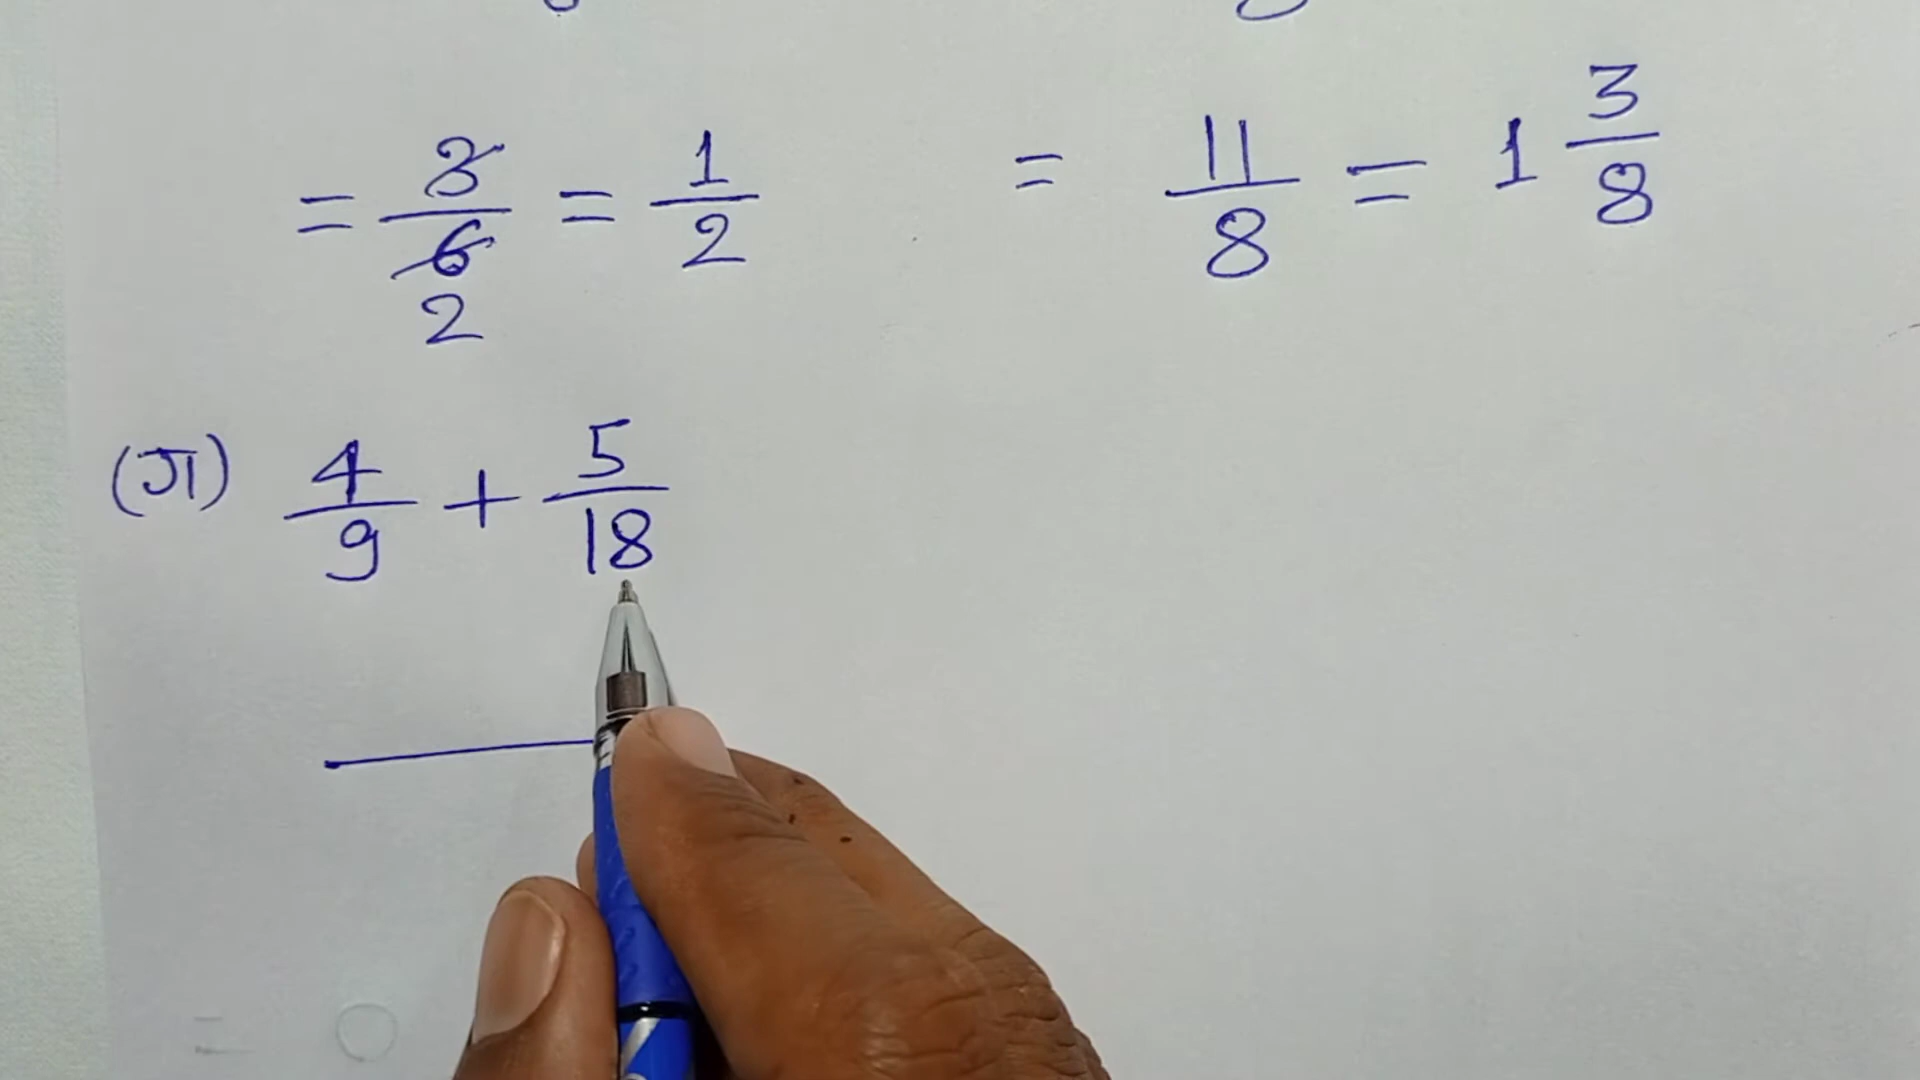 = 3/6 = 1/2
2
= 11/8 = 1 3/8
(গ) 4/9 + 5/18